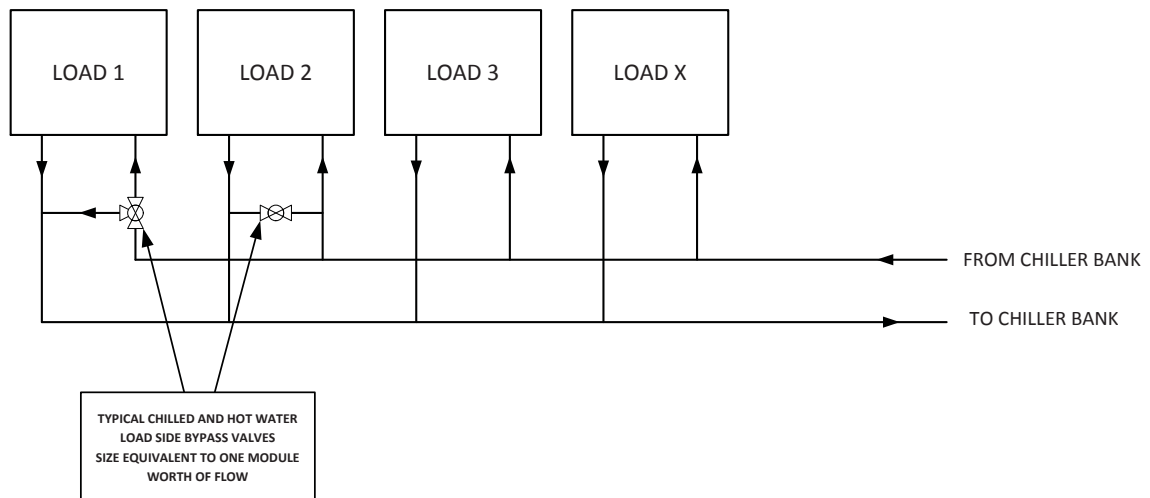 LOAD 1
LOAD 2
LOAD 3
LOAD X
FROM CHILLER BANK
TO CHILLER BANK
TYPICAL CHILLED AND HOT WATER
LOAD SIDE BYPASS VALVES
SIZE EQUIVALENT TO ONE MODULE
WORTH OF FLOW